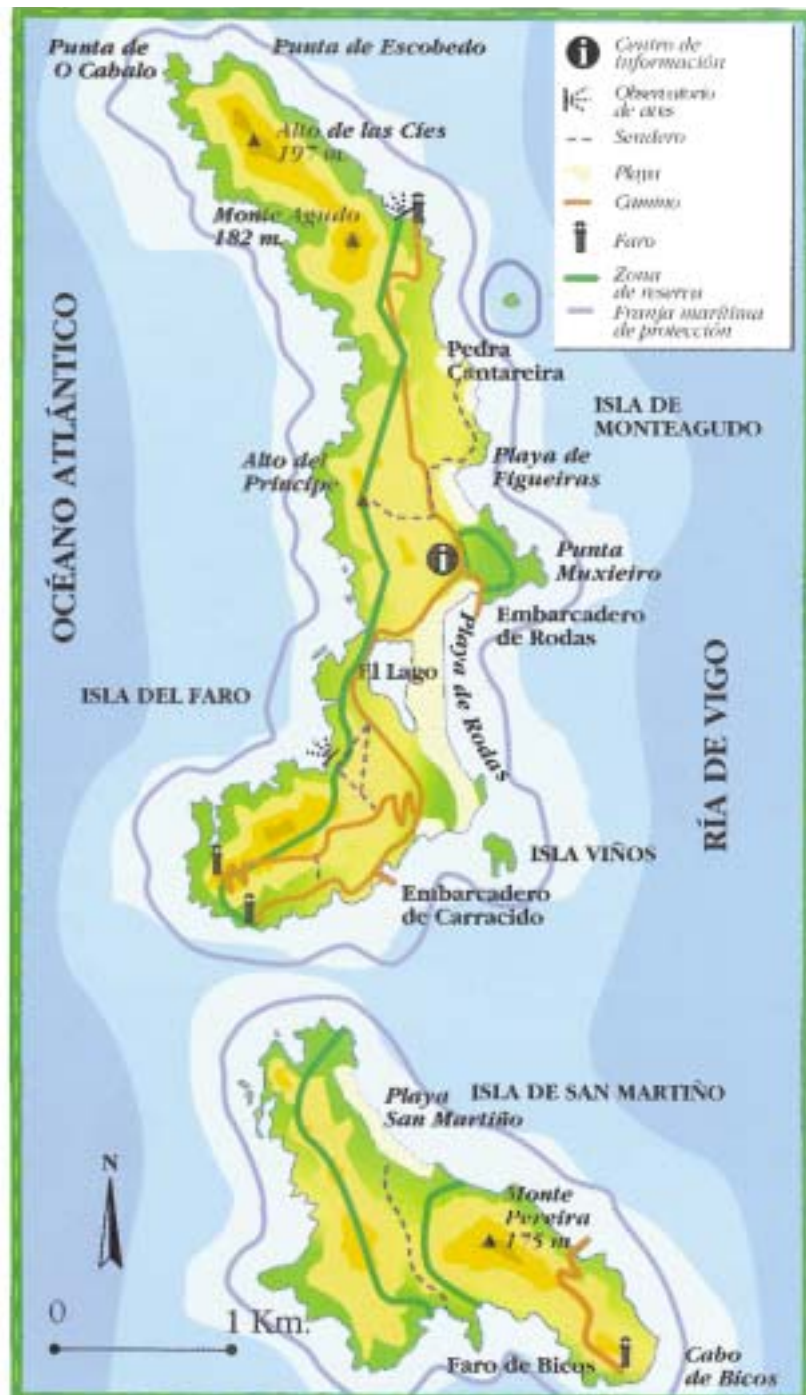 Punta de
O Cabalo
Punta de Escobedo
Centro de
información
Observatorio
de aves
Sendero
Playa
Camino
Faro
Zona
de reserva
Franja marítima
de protección
Alto de las Cíes
197 m.
Monte Agudo
182 m.
OCÉANO ATLÁNTICO
Pedra
Cantareira
ISLA DE
MONTEAGUDO
Alto del
Príncipe
Playa de
Figueiras
i
Punta
Muxieiro
Embarcadero
de Rodas
El Lago
Playa de Rodas
ISLA DEL FARO
RÍA DE VIGO
ISLA VIÑOS
Embarcadero
de Carracido
Playa
San Martiño
ISLA DE SAN MARTIÑO
N
Monte
Pereira
175 m
0
1 Km.
Faro de Bicos
Cabo
de Bicos